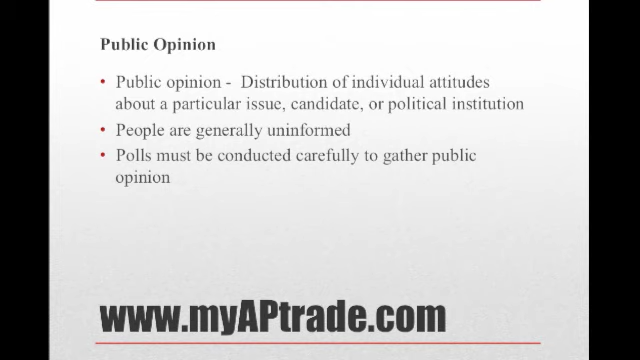 Public Opinion
• Public opinion - Distribution of individual attitudes
about a particular issue, candidate, or political institution
• People are generally uninformed
• Polls must be conducted carefully to gather public
opinion
www.myAPtrade.com